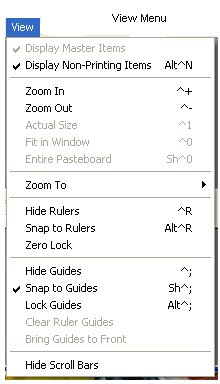 View Menu
View
Display Master Items
Display Non-Printing Items Alt^N
Zoom In ^+
Zoom Out ^-
Actual Size ^1
Fit in Window ^0
Entire Pasteboard Sh^0
Zoom To
Hide Rulers ^R
Snap to Rulers Alt^R
Zero Lock
Hide Guides ^;
Snap to Guides Sh^;
Lock Guides Alt^;
Clear Ruler Guides
Bring Guides to Front
Hide Scroll Bars